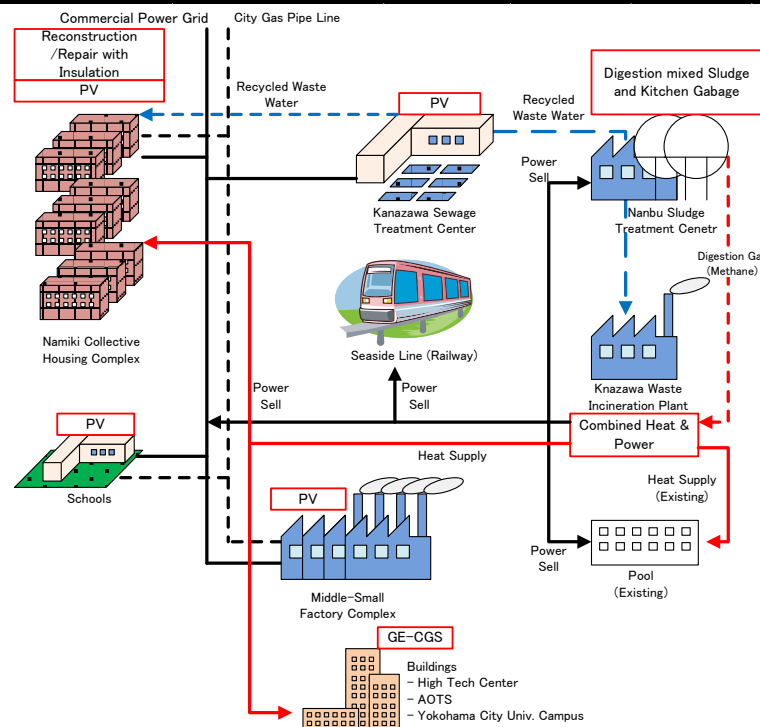 Commercial Power Grid
City Gas Pipe Line
Reconstruction
/Repair with
Insulation
PV
Recycled Waste
Water
PV
Recycled
Waste Water
Digestion mixed Sludge
and Kitchen Gabage
Kanazawa Sewage
Treatment Center
Power
Sell
Nanbu Sludge
Treatment Cenetr
Digestion Ga
(Methane)
Namiki Collective
Housing Complex
Seaside Line (Railway)
Knazawa Waste
Incineration Plant
Power
Sell
Power
Sell
Combined Heat &
Power
PV
Schools
Heat Supply
Heat Supply
(Existing)
PV
Power
Sell
Pool
(Existing)
Middle-Small
Factory Complex
GE-CGS
Buildings
- High Tech Center
- AOTS
- Yokohama City Univ. Campus